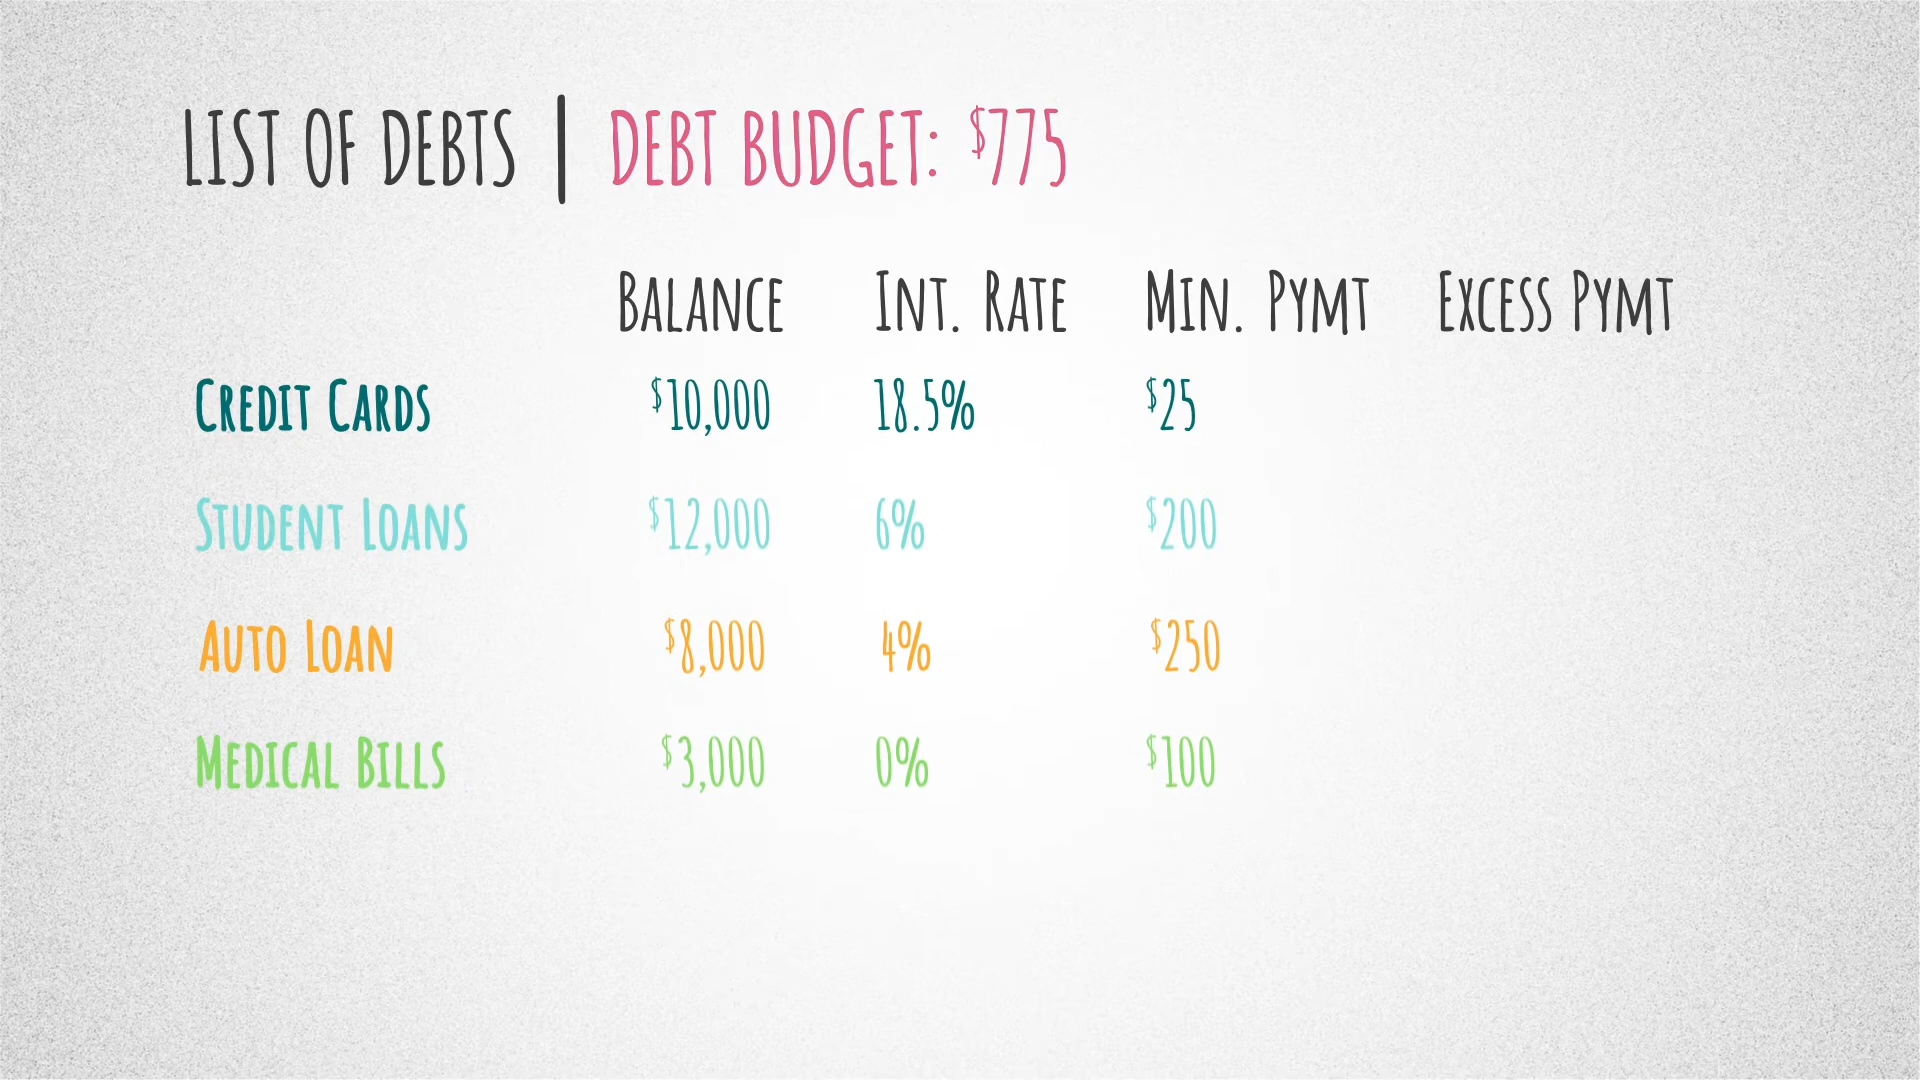 LIST OF DEBTS | DEBT BUDGET: $775
BALANCE INT. RATE MIN. PYMT EXCESS PYMT
CREDIT CARDS $10,000 18.5% $25
STUDENT LOANS $12,000 6% $200
AUTO LOAN $8,000 4% $250
MEDICAL BILLS $3,000 0% $100